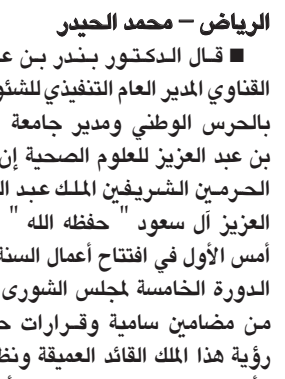 الرياض – محمد الحيدر
■ قال الدكتور بندر بن
القناوي المدير العام التنفيذي
بالحرس الوطني ومدير جامعة
بن عبد العزيز للعلوم الصحية إن
الحرمين الشريفين الملك عبد
العزيز آل سعود " حفظه الله "
أمس الأول في افتتاح أعمال السنة
الدورة الخامسة لمجلس الشورى
من مضامين سامية وقرارات
رؤية هذا الملك القائد العميقة